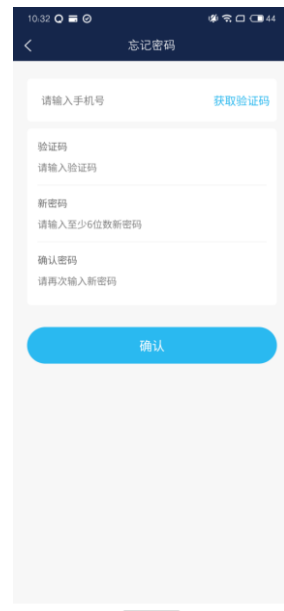 10:32 44
忘记密码
请输入手机号 获取验证码
验证码
请输入验证码
新密码
请输入至少6位数新密码
确认密码
请再次输入新密码
确认